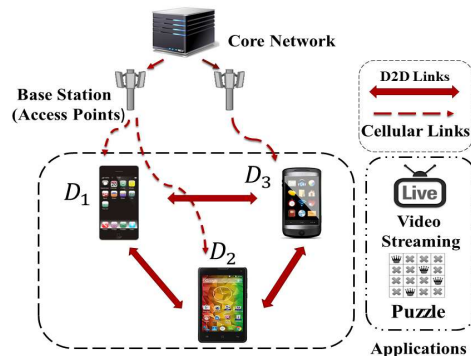 Core Network
Base Station
(Access Points)
D2D Links
Cellular Links
D₁
D₃
D₂
Live
Video
Streaming
Puzzle
Applications